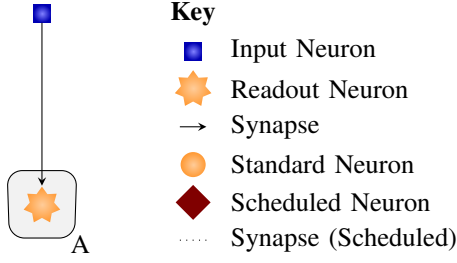 Key
Input Neuron
Readout Neuron
Synapse
Standard Neuron
Scheduled Neuron
Synapse (Scheduled)
A